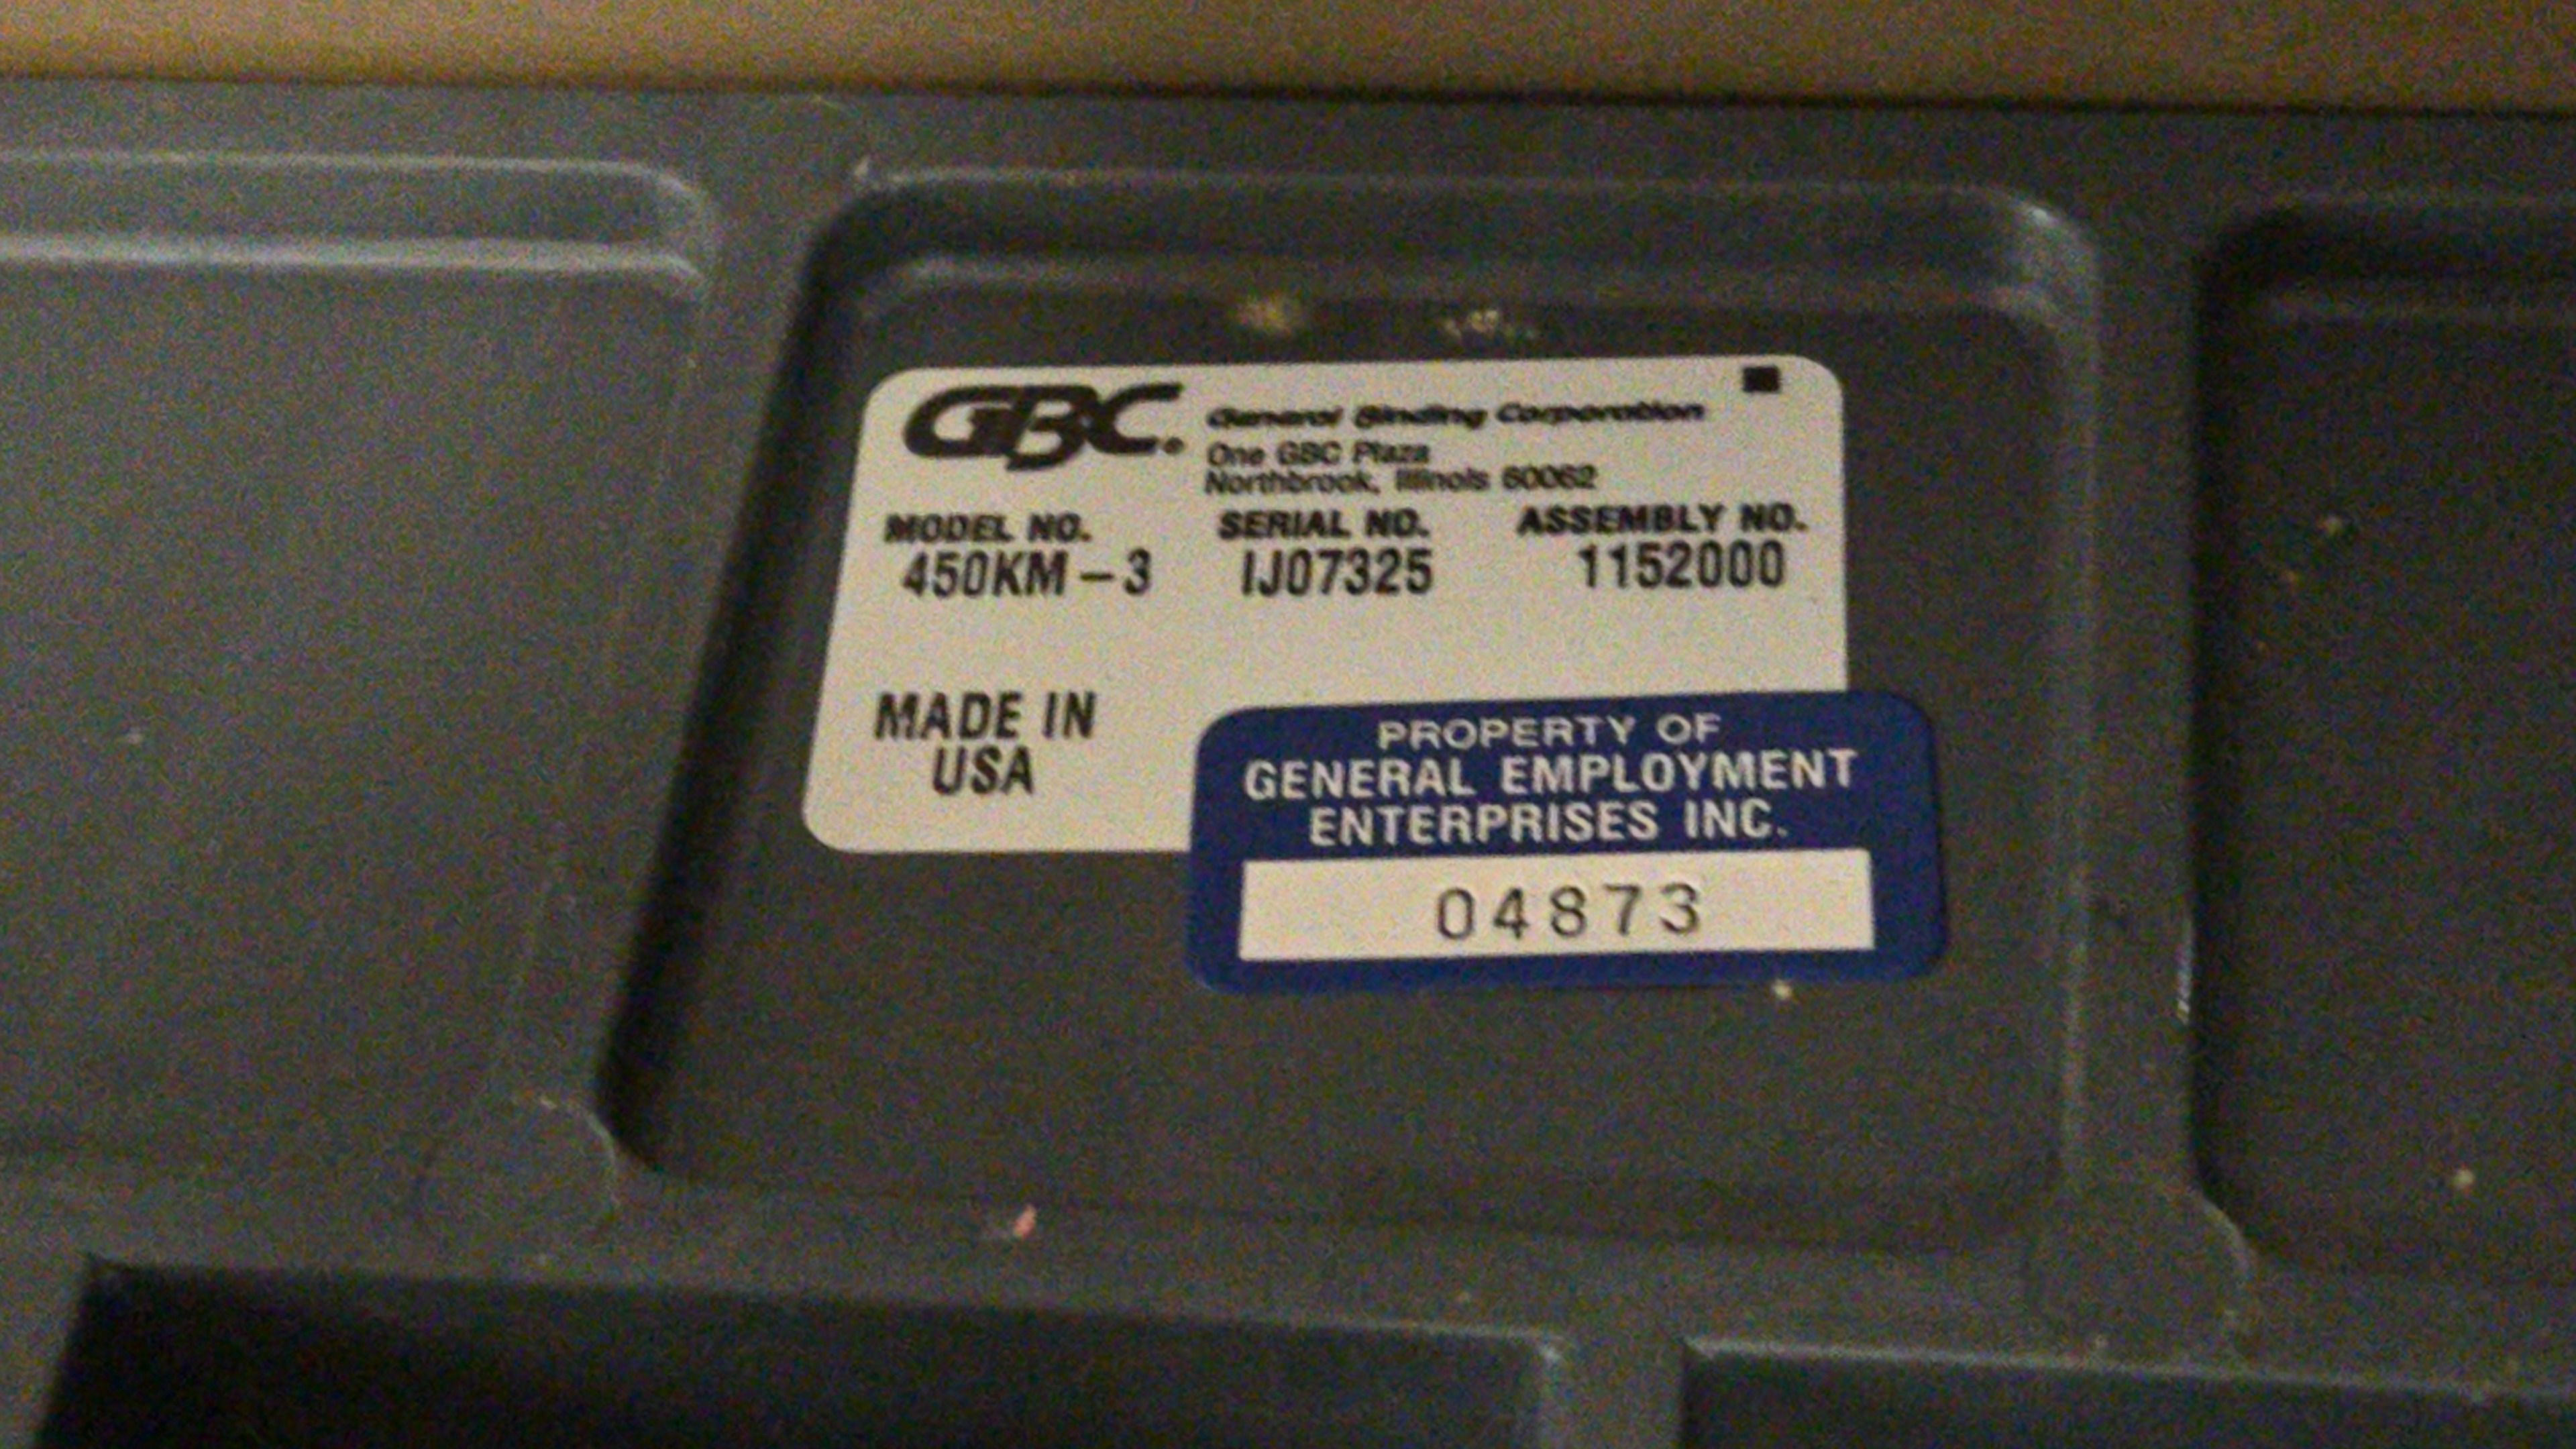 GBC.
General Binding Corporation
One GBC Plaza
Northbrook, Illinois 60062
MODEL NO. SERIAL NO. ASSEMBLY NO.
450KM-3 IJ07325 1152000
MADE IN
USA
PROPERTY OF
GENERAL EMPLOYMENT
ENTERPRISES INC.
04873